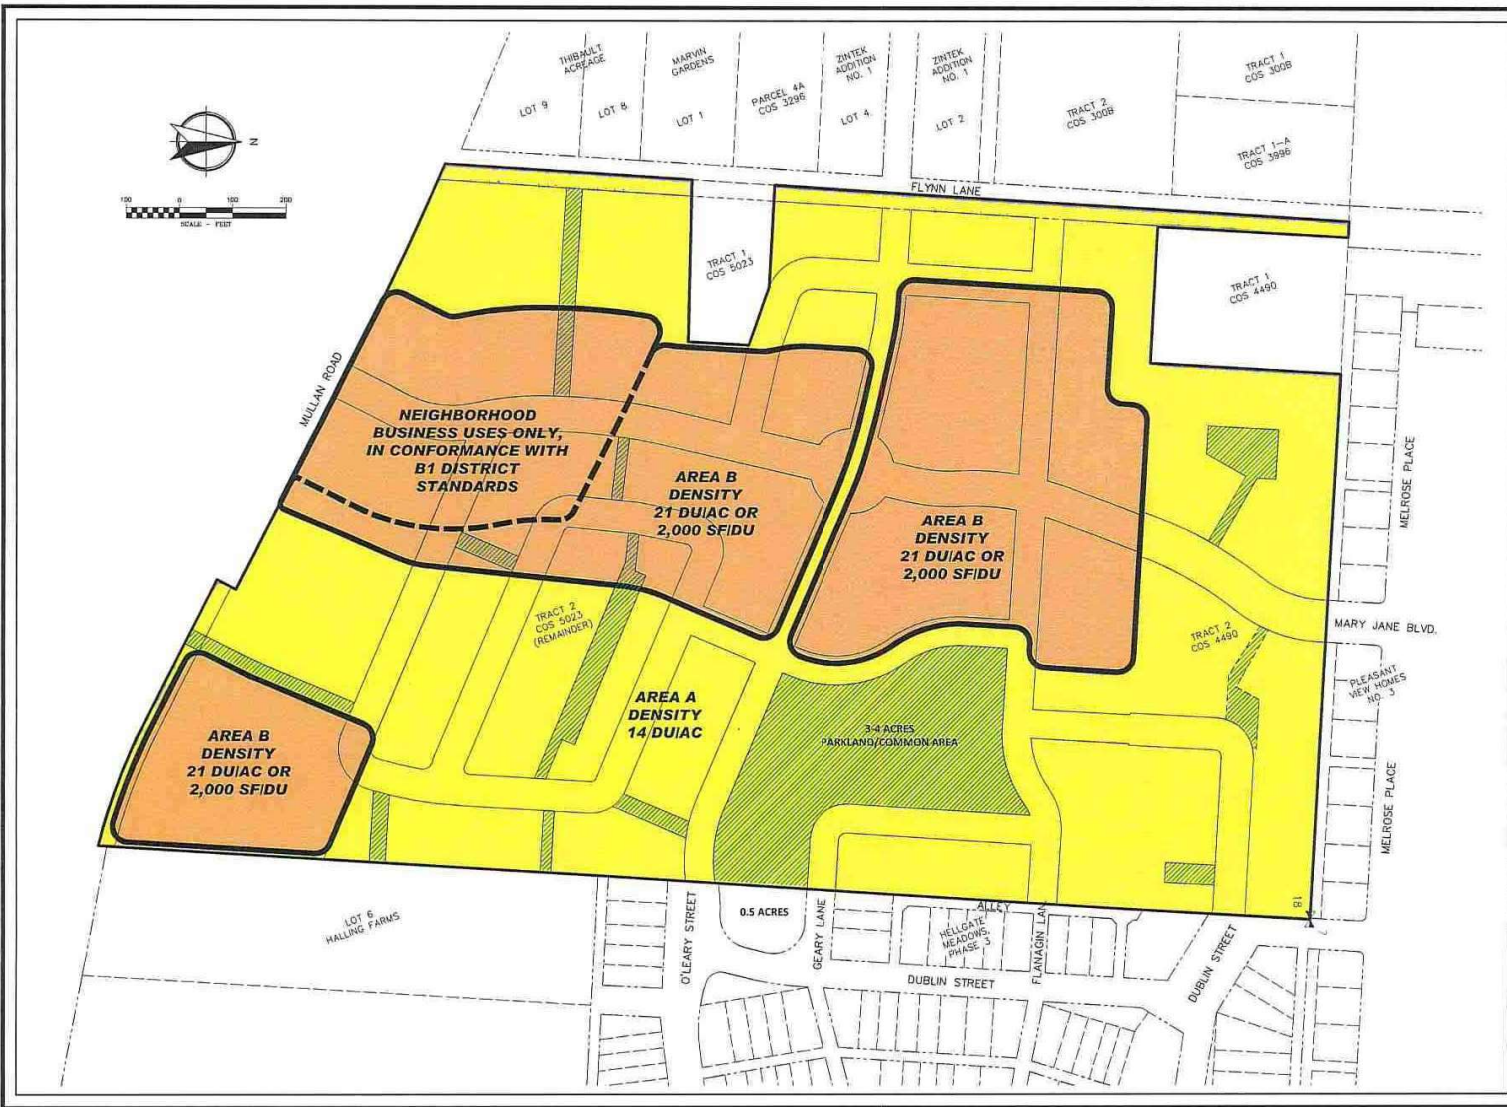 THIBAULT
ACREAGE
LOT 9
LOT 8
MARVIN
GARDENS
LOT 1
PARCEL 4A
COS 3296
ZINTEK
ADDITION
NO. 1
LOT 4
ZINTEK
ADDITION
NO. 1
LOT 2
TRACT 2
COS 3008
TRACT 1
COS 3008
TRACT 1-A
COS 3996
N
100 0 100 200
SCALE - FEET
FLYNN LANE
TRACT 1
COS 5023
TRACT 1
COS 4490
MULLAN ROAD
NEIGHBORHOOD
BUSINESS USES ONLY,
IN CONFORMANCE WITH
B1 DISTRICT
STANDARDS
AREA B
DENSITY
21 DU/AC OR
2,000 SF/DU
AREA B
DENSITY
21 DU/AC OR
2,000 SF/DU
MELROSE PLACE
TRACT 2
COS 5023
(REMAINDER)
TRACT 2
COS 4490
MARY JANE BLVD.
PLEASANT
VIEW HOMES
NO. 3
AREA A
DENSITY
14 DU/AC
3-4 ACRES
PARKLAND/COMMON AREA
AREA B
DENSITY
21 DU/AC OR
2,000 SF/DU
MELROSE PLACE
LOT 6
HALLING FARMS
O'LEARY STREET
0.5 ACRES
GEARY LANE
ALLEY
HELLGATE
MEADOWS,
PHASE 3
FLANAGIN LANE
DUBLIN STREET
DUBLIN STREET
18
7